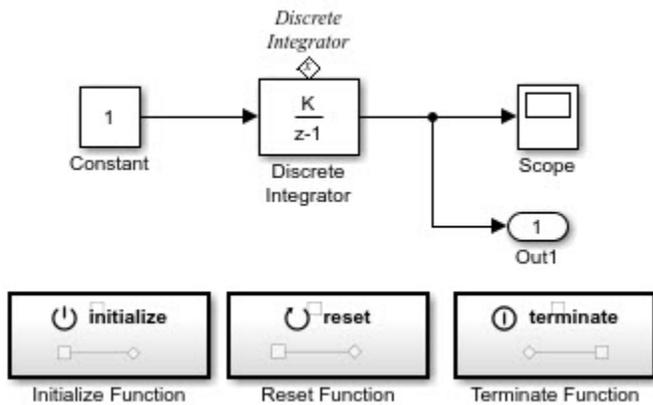 Discrete
Integrator
x
1
K
z-1
Constant
Discrete
Integrator
Scope
1
Out1
initialize
reset
terminate
Initialize Function
Reset Function
Terminate Function